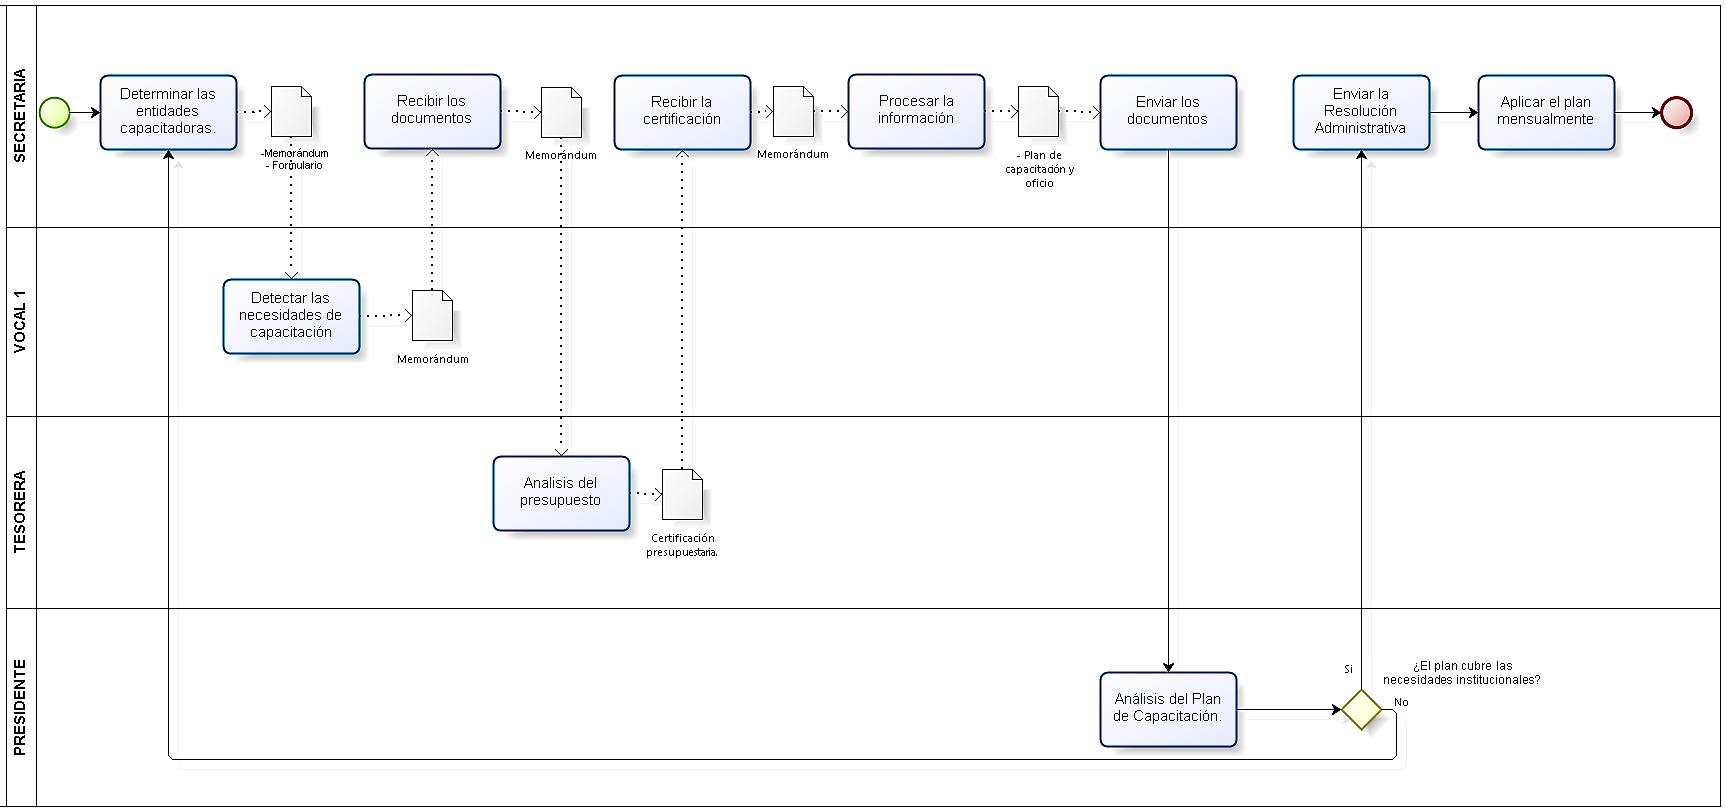 SECRETARIA
Determinar las
entidades
capacitadoras.
-Memorándum
- Formulario
Recibir los
documentos
Memorándum
Recibir la
certificación
Memorándum
Procesar la
información
- Plan de
capacitación y
oficio
Enviar los
documentos
Enviar la
Resolución
Administrativa
Aplicar el plan
mensualmente
VOCAL 1
Detectar las
necesidades de
capacitación
Memorándum
TESORERA
Analisis del
presupuesto
Certificación
presupuestaria.
PRESIDENTE
Análisis del Plan
de Capacitación.
Si
¿El plan cubre las
necesidades institucionales?
No